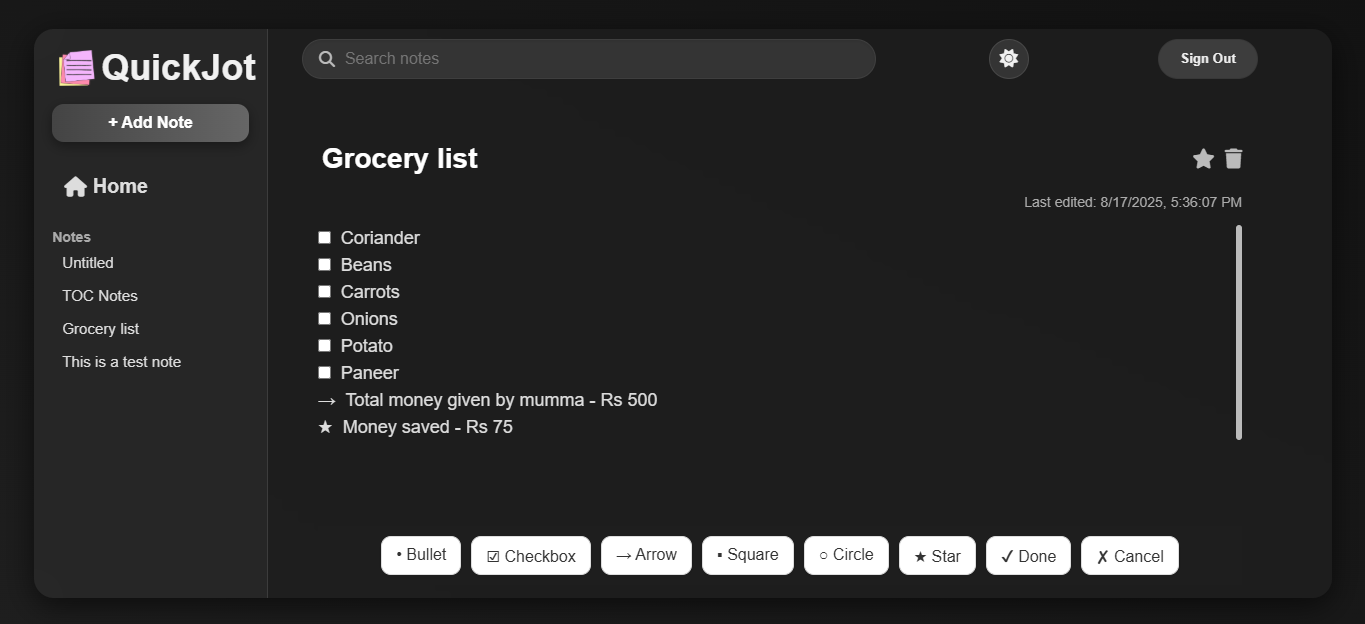 QuickJot
+ Add Note
Home
Notes
Untitled
TOC Notes
Grocery list
This is a test note
Search notes
Sign Out
Grocery list
Last edited: 8/17/2025, 5:36:07 PM
Coriander
Beans
Carrots
Onions
Potato
Paneer
→ Total money given by mumma - Rs 500
★ Money saved - Rs 75
• Bullet
☑ Checkbox
→ Arrow
▪ Square
○ Circle
★ Star
✓ Done
✗ Cancel